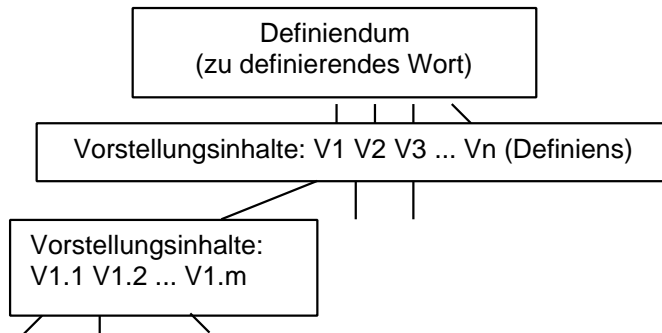 Definiendum
(zu definierendes Wort)
Vorstellungsinhalte: V1 V2 V3 ... Vn (Definiens)
Vorstellungsinhalte:
V1.1 V1.2 ... V1.m